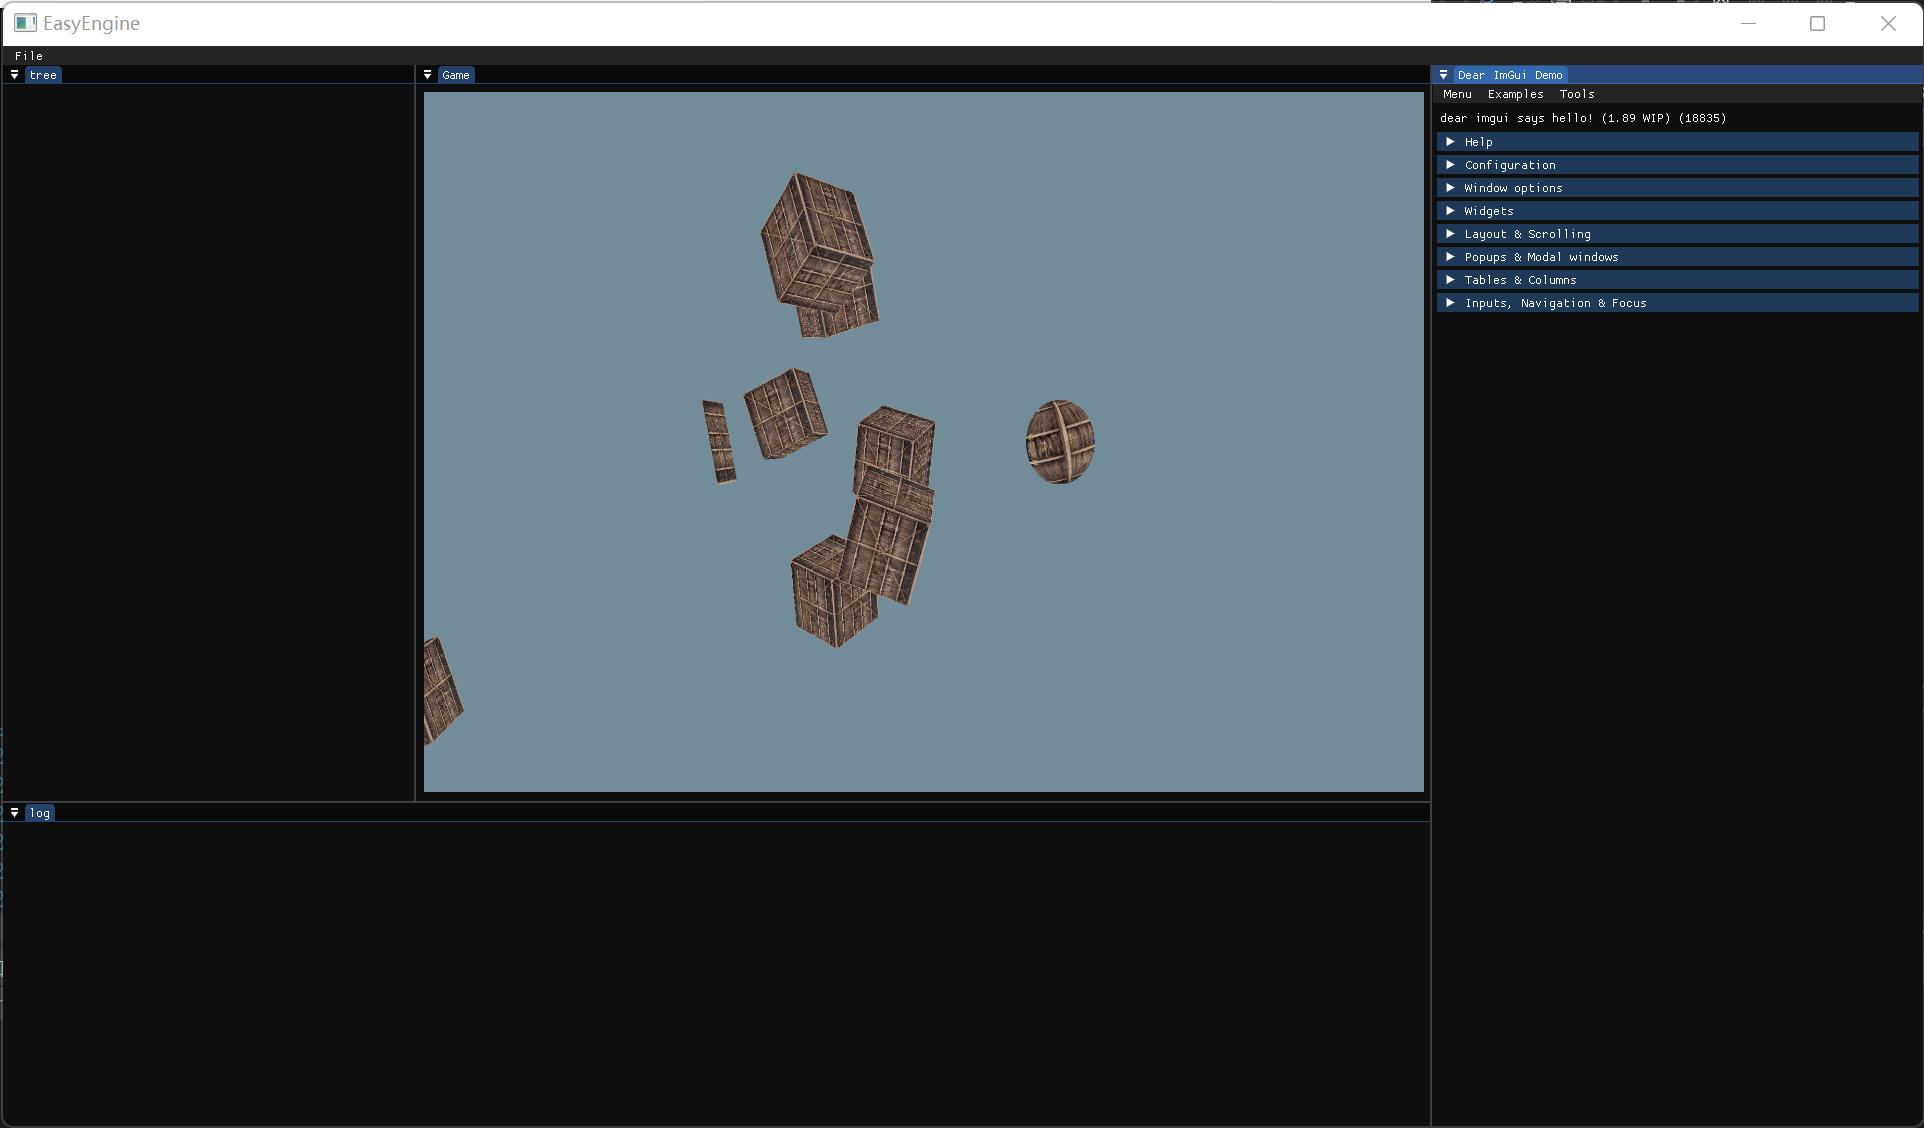 EasyEngine
File
tree
Game
Dear ImGui Demo
Menu Examples Tools
dear imgui says hello! (1.89 WIP) (18835)
Help
Configuration
Window options
Widgets
Layout & Scrolling
Popups & Modal windows
Tables & Columns
Inputs, Navigation & Focus
log